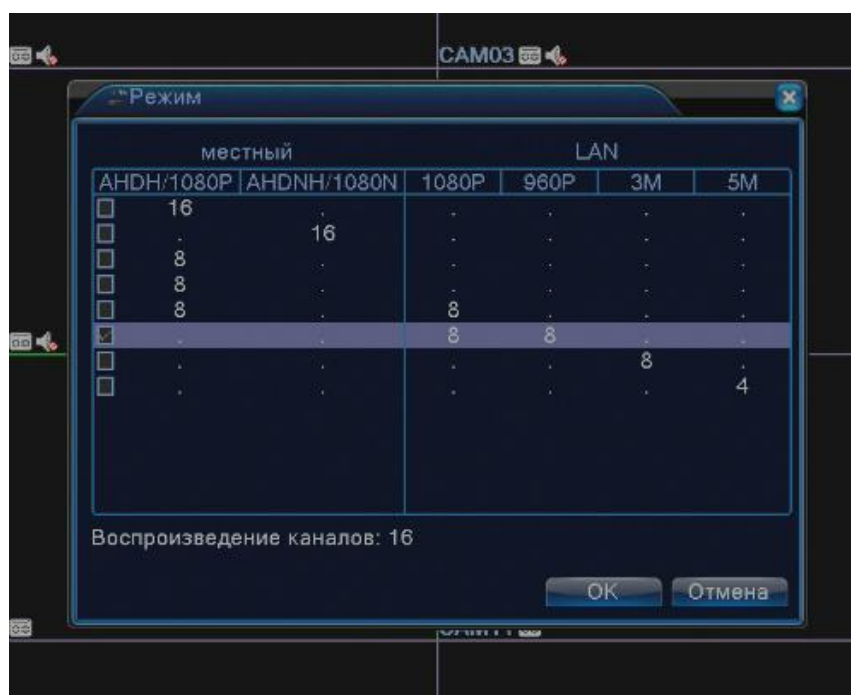 CAM03
Режим
местный LAN
AHDH/1080P AHDNH/1080N 1080P 960P 3M 5M
16 . . . . .
. 16 . . . .
8 . . . . .
8 . . . . .
8 . 8 . . .
. . 8 8 . .
. . . . 8 .
. . . . . 4
Воспроизведение каналов: 16
OK Отмена